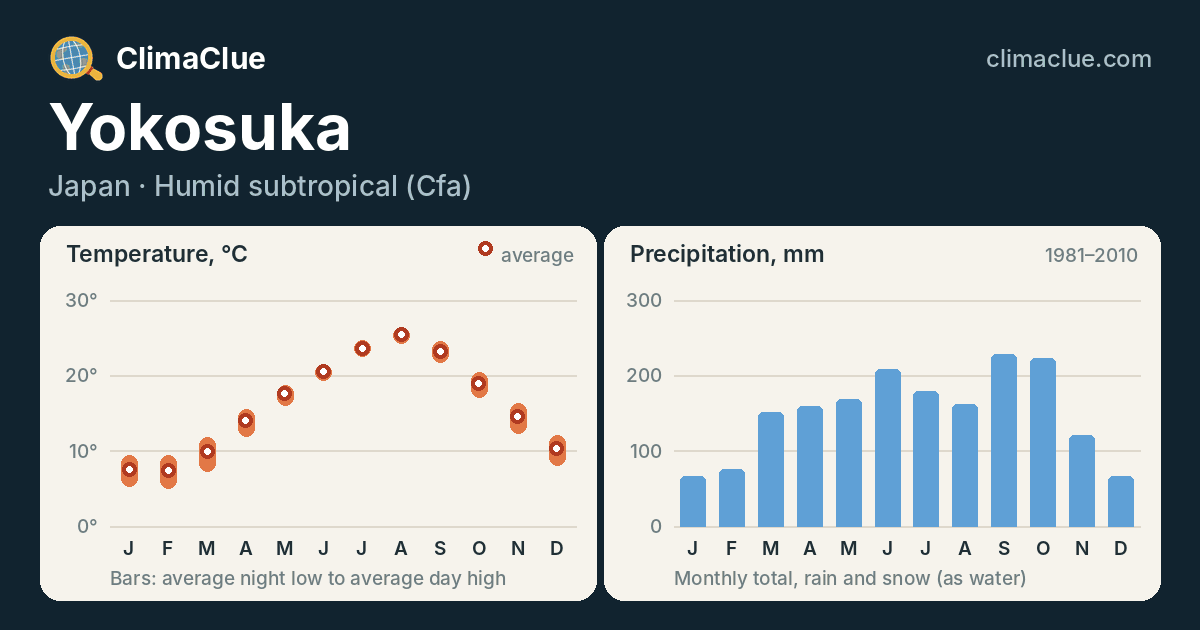 ClimaClue
climaclue.com
Yokosuka
Japan · Humid subtropical (Cfa)
Temperature, °C
average
30°
20°
10°
0°
J F M A M J J A S O N D
Bars: average night low to average day high
Precipitation, mm
1981–2010
300
200
100
0
J F M A M J J A S O N D
Monthly total, rain and snow (as water)